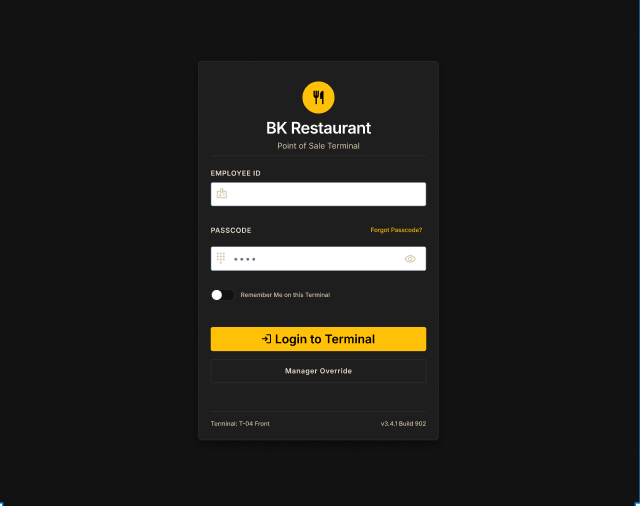 BK Restaurant
Point of Sale Terminal
EMPLOYEE ID
PASSCODE
Forgot Passcode?
Remember Me on this Terminal
Login to Terminal
Manager Override
Terminal: T-04 Front
v3.4.1 Build 902